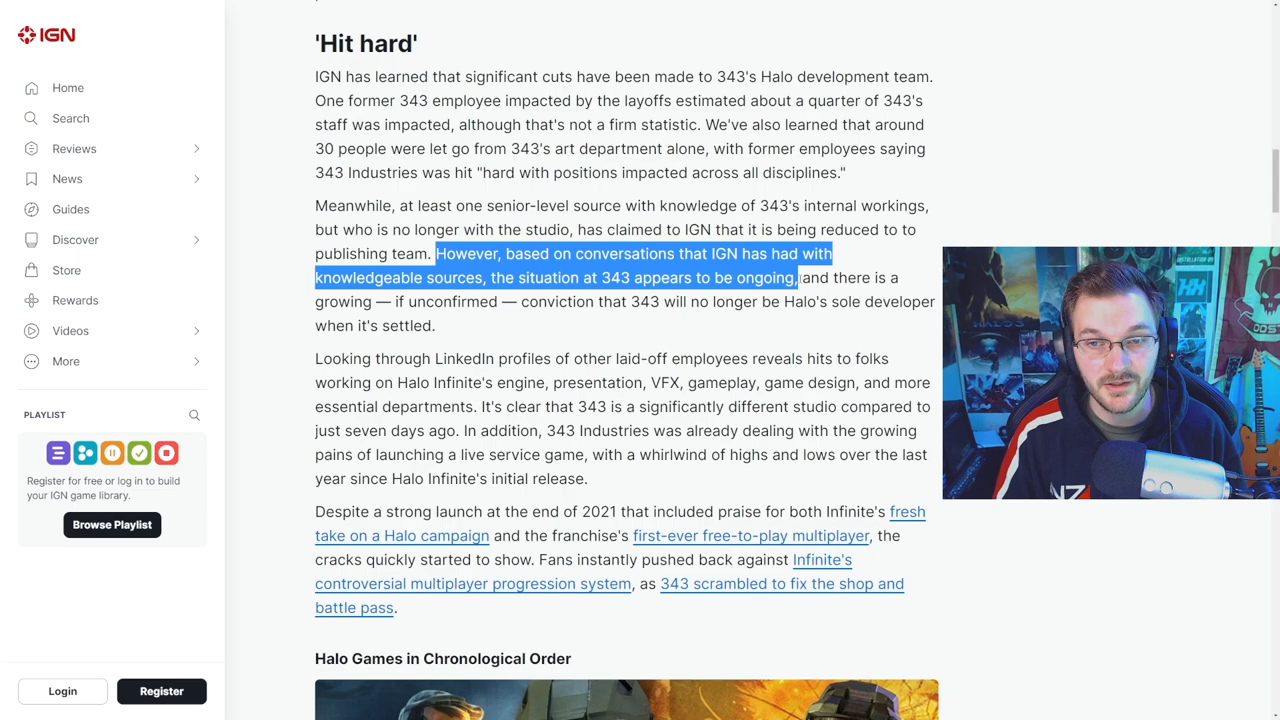 IGN
Home
Search
Reviews
News
Guides
Discover
Store
Rewards
Videos
More
PLAYLIST
Register for free or log in to build
your IGN game library.
Browse Playlist
Login
Register
'Hit hard'
IGN has learned that significant cuts have been made to 343's Halo development team.
One former 343 employee impacted by the layoffs estimated about a quarter of 343's
staff was impacted, although that's not a firm statistic. We've also learned that around
30 people were let go from 343's art department alone, with former employees saying
343 Industries was hit "hard with positions impacted across all disciplines."
Meanwhile, at least one senior-level source with knowledge of 343's internal workings,
but who is no longer with the studio, has claimed to IGN that it is being reduced to to
publishing team. However, based on conversations that IGN has had with
knowledgeable sources, the situation at 343 appears to be ongoing, and there is a
growing — if unconfirmed — conviction that 343 will no longer be Halo's sole developer
when it's settled.
Looking through LinkedIn profiles of other laid-off employees reveals hits to folks
working on Halo Infinite's engine, presentation, VFX, gameplay, game design, and more
essential departments. It's clear that 343 is a significantly different studio compared to
just seven days ago. In addition, 343 Industries was already dealing with the growing
pains of launching a live service game, with a whirlwind of highs and lows over the last
year since Halo Infinite's initial release.
Despite a strong launch at the end of 2021 that included praise for both Infinite's fresh
take on a Halo campaign and the franchise's first-ever free-to-play multiplayer, the
cracks quickly started to show. Fans instantly pushed back against Infinite's
controversial multiplayer progression system, as 343 scrambled to fix the shop and
battle pass.
Halo Games in Chronological Order